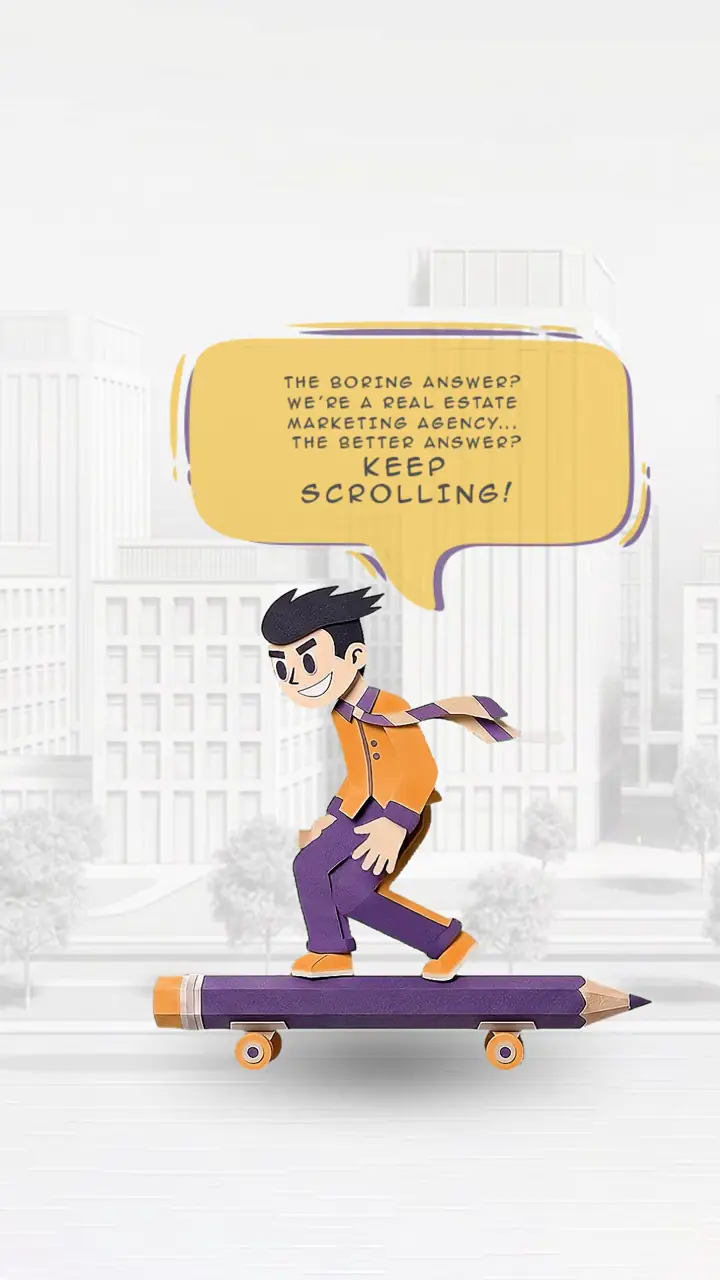 THE BORING ANSWER?
WE'RE A REAL ESTATE
MARKETING AGENCY...
THE BETTER ANSWER?
KEEP
SCROLLING!